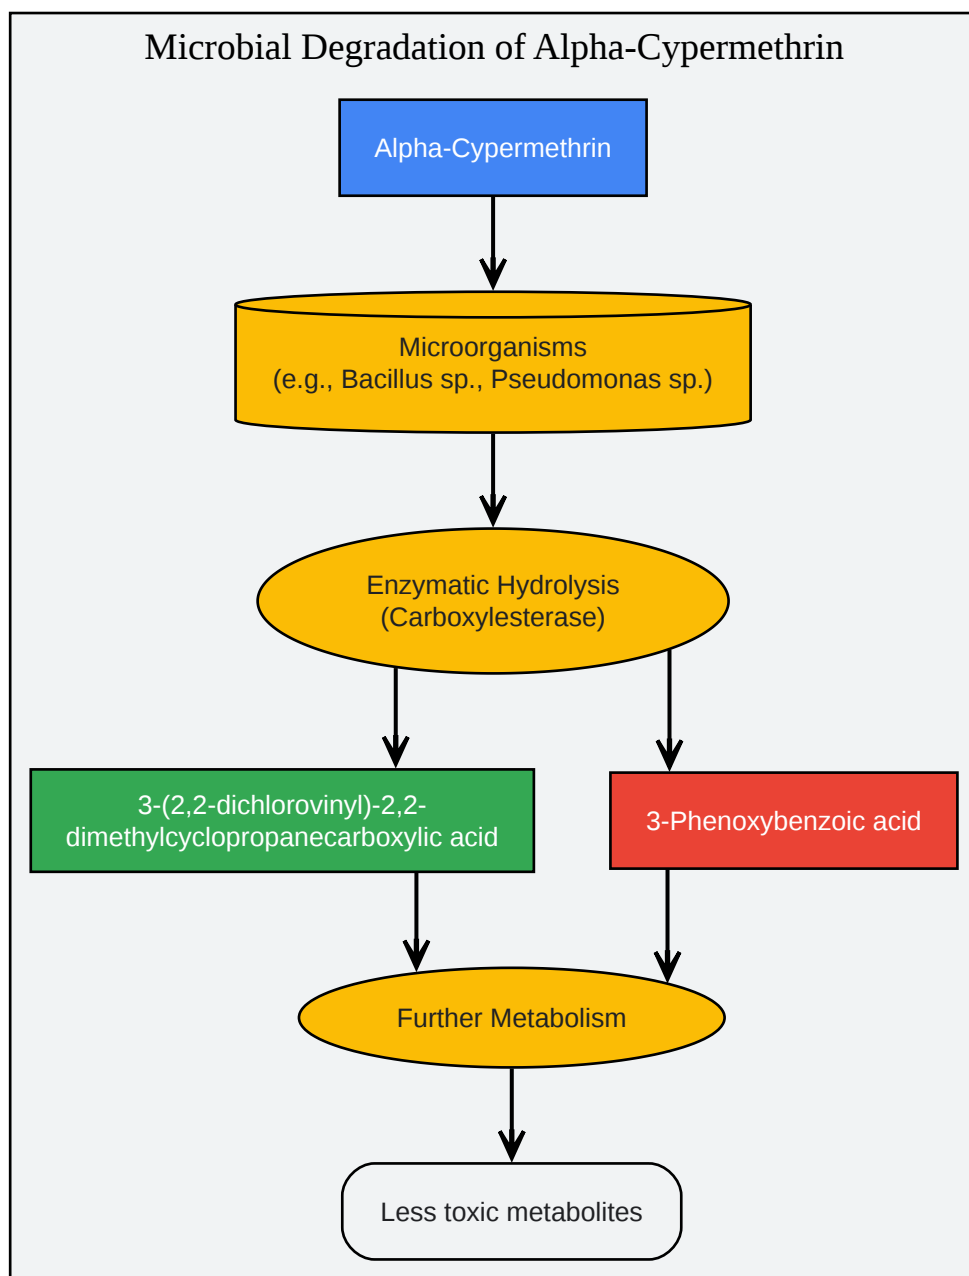 Microbial Degradation of Alpha-Cypermethrin
Alpha-Cypermethrin
Microorganisms
(e.g., Bacillus sp., Pseudomonas sp.)
Enzymatic Hydrolysis
(Carboxylesterase)
3-(2,2-dichlorovinyl)-2,2-
dimethylcyclopropanecarboxylic acid
3-Phenoxybenzoic acid
Further Metabolism
Less toxic metabolites